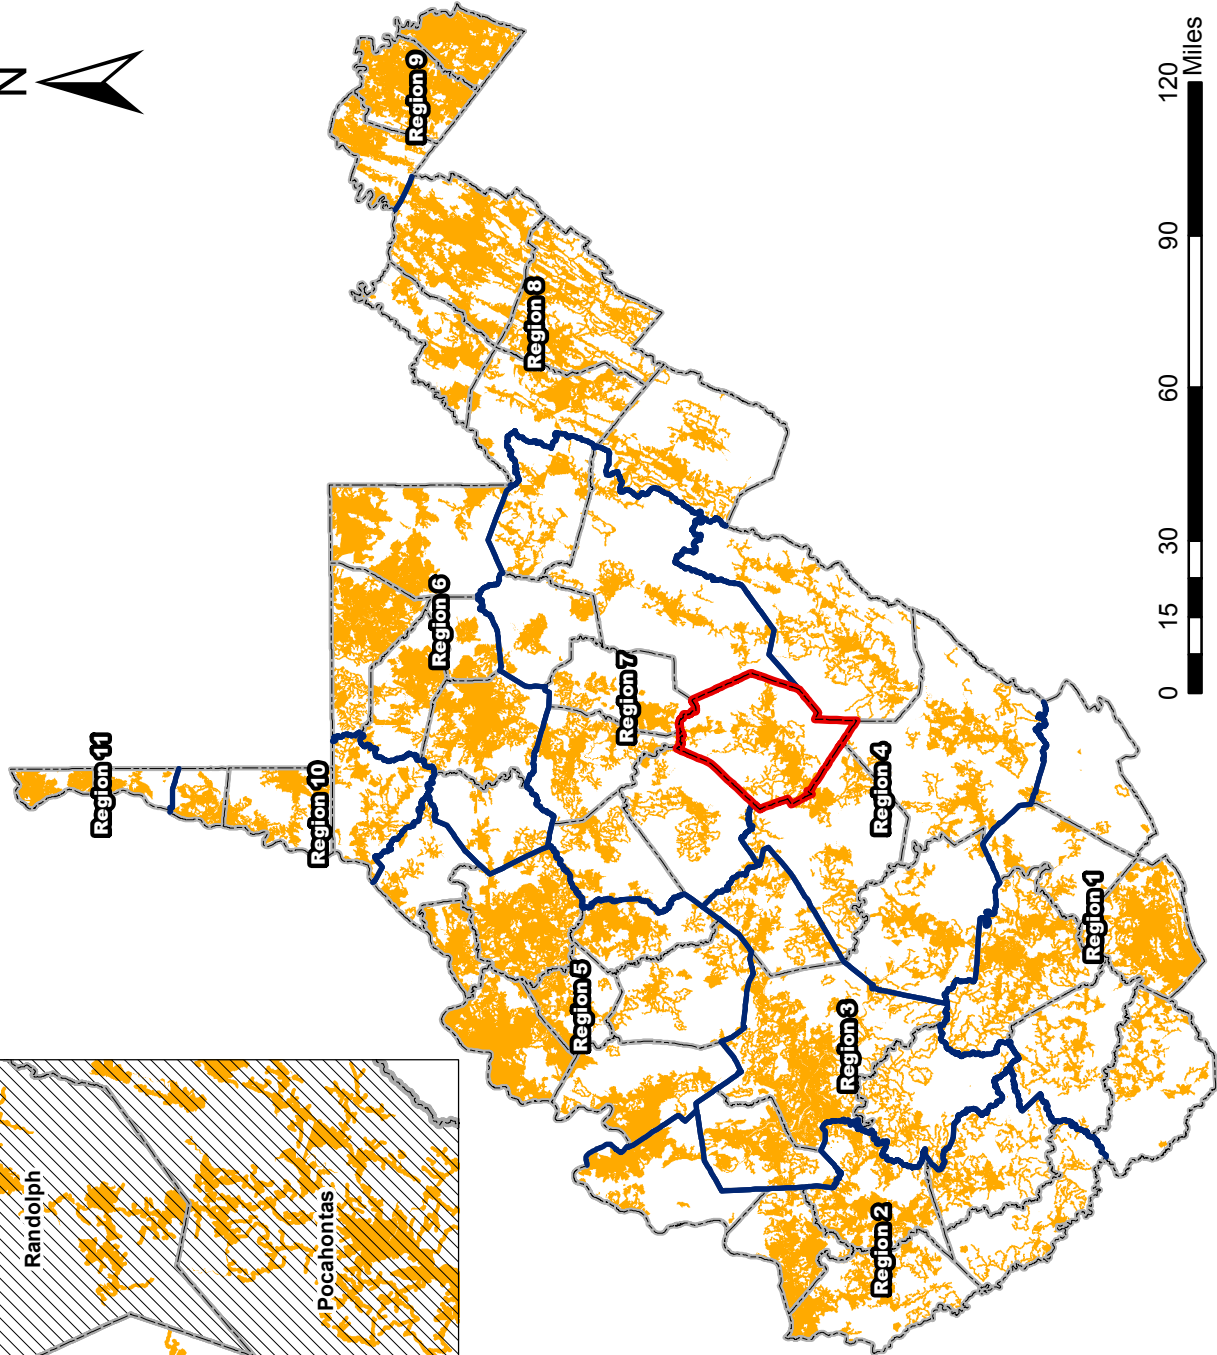 N
Region 11
Region 10
Region 9
Region 8
Region 6
Region 7
Region 5
Region 4
Region 3
Region 2
Region 1
Randolph
Pocahontas
0 15 30 60 90 120
Miles